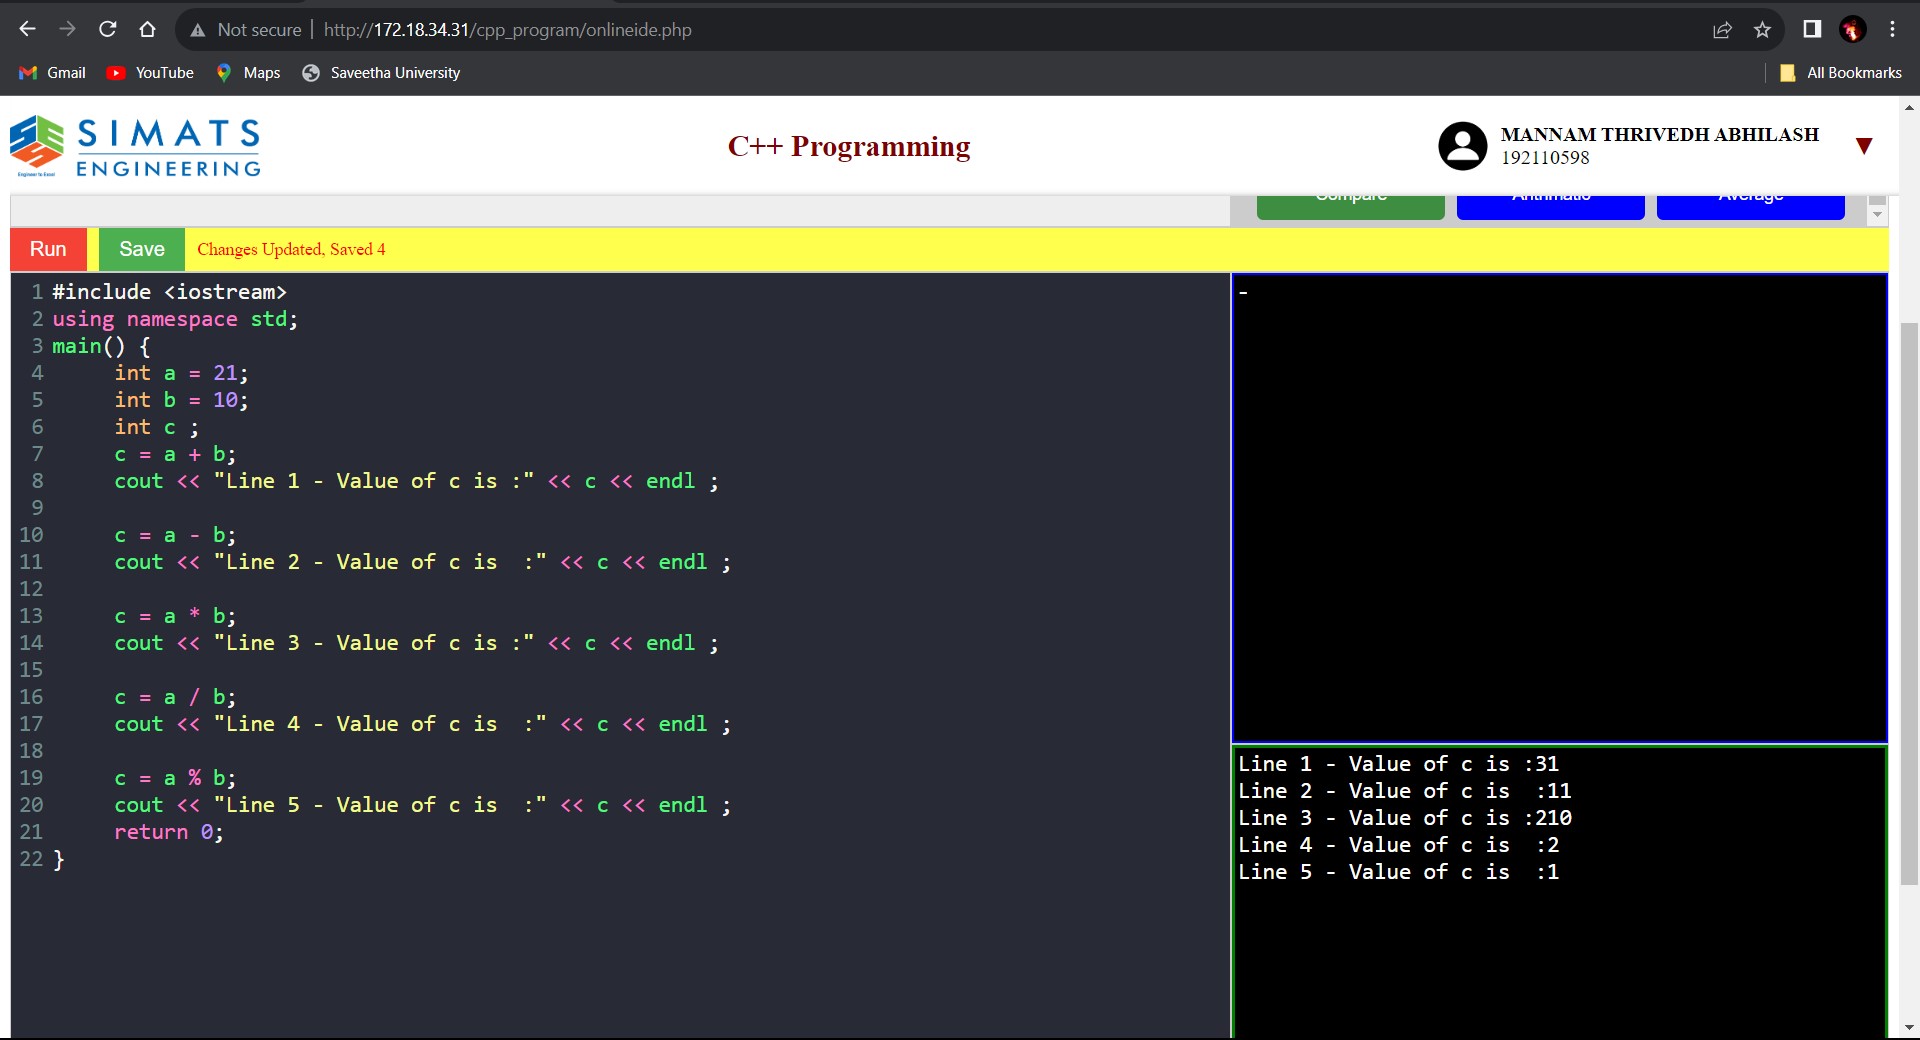 Not secure | http://172.18.34.31/cpp_program/onlineide.php
Gmail YouTube Maps Saveetha University All Bookmarks
SIMATS
ENGINEERING
Engineer to Excel
C++ Programming
MANNAM THRIVEDH ABHILASH
192110598
Compare Arithmatic Average
Run Save Changes Updated, Saved 4
1 #include <iostream>
2 using namespace std;
3 main() {
4 int a = 21;
5 int b = 10;
6 int c ;
7 c = a + b;
8 cout << "Line 1 - Value of c is :" << c << endl ;
9
10 c = a - b;
11 cout << "Line 2 - Value of c is  :" << c << endl ;
12
13 c = a * b;
14 cout << "Line 3 - Value of c is :" << c << endl ;
15
16 c = a / b;
17 cout << "Line 4 - Value of c is  :" << c << endl ;
18
19 c = a % b;
20 cout << "Line 5 - Value of c is  :" << c << endl ;
21 return 0;
22 }
-
Line 1 - Value of c is :31
Line 2 - Value of c is  :11
Line 3 - Value of c is :210
Line 4 - Value of c is  :2
Line 5 - Value of c is  :1